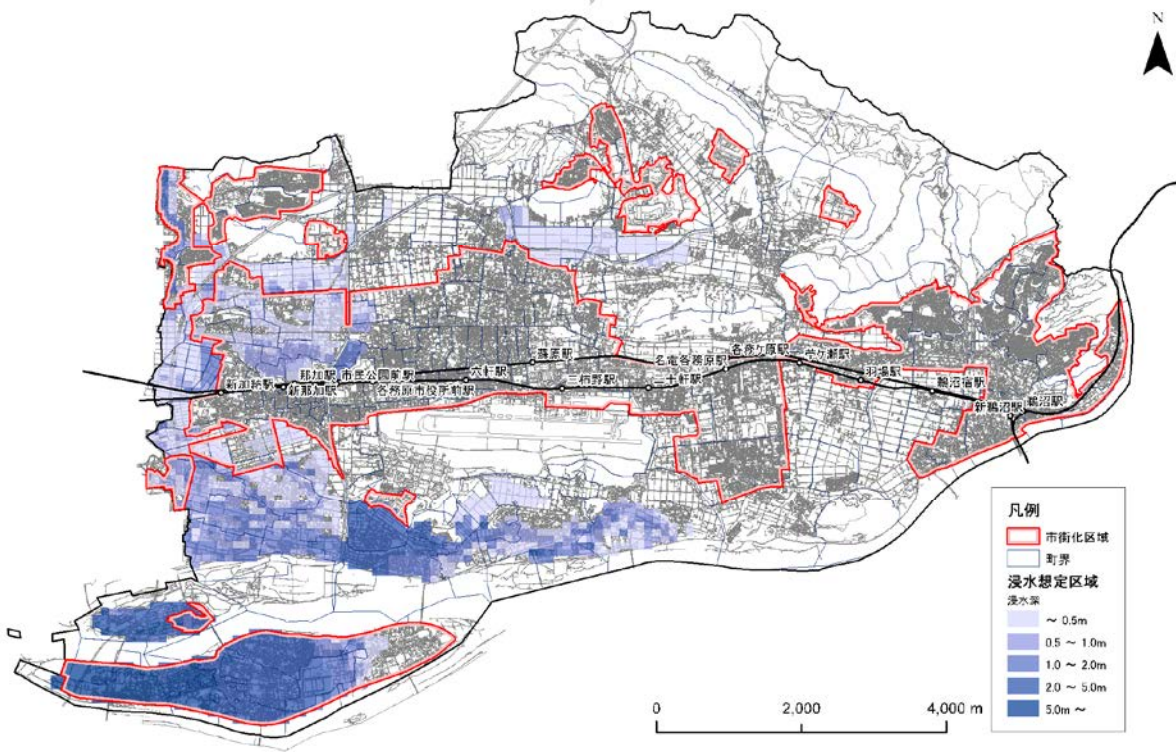 N
蘇原駅
名電各務原駅
各務ケ原駅
苧ヶ瀬駅
那加駅
市民公園前駅
六軒駅
二十軒駅
羽場駅
新加納駅
新那加駅
各務原市役所前駅
三柿野駅
鵜沼宿駅
新鵜沼駅
鵜沼駅
凡例
市街化区域
町界
浸水想定区域
浸水深
～ 0.5m
0.5 ～ 1.0m
1.0 ～ 2.0m
2.0 ～ 5.0m
5.0m ～
0
2,000
4,000 m